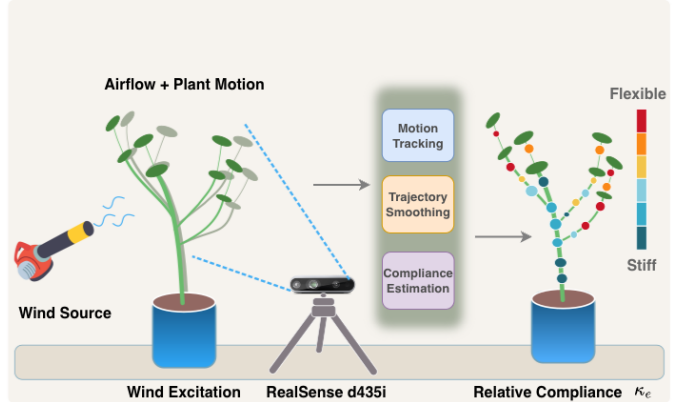 Airflow + Plant Motion
Flexible
Motion
Tracking
Trajectory
Smoothing
Compliance
Estimation
Stiff
Wind Source
Wind Excitation
RealSense d435i
Relative Compliance κₑ